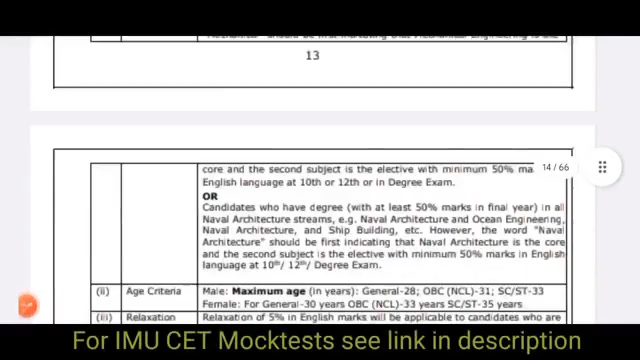 13
core and the second subject is the elective with minimum 50% 14 / 66
English language at 10th or 12th or in Degree Exam.
OR
Candidates who have degree (with at least 50% marks in final year) in all
Naval Architecture streams, e.g. Naval Architecture and Ocean Engineering,
Naval Architecture, and Ship Building, etc. However, the word "Naval
Architecture" should be first indicating that Naval Architecture is the core
and the second subject is the elective with minimum 50% marks in English
language at 10th/ 12th/ Degree Exam.
(ii) Age Criteria Male: Maximum age (in years): General-28; OBC (NCL)-31; SC/ST-33
Female: For General-30 years OBC (NCL)-33 years SC/ST-35 years
(iii) Relaxation Relaxation of 5% in English marks will be applicable to candidates who are
For IMU CET Mocktests see link in description